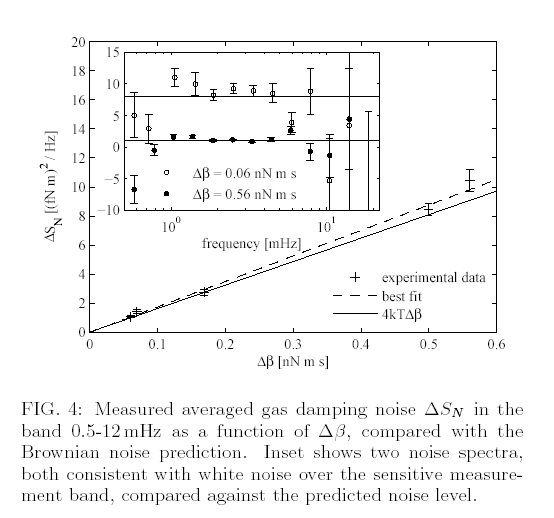 20
18
16
14
12
10
8
6
4
2
0
ΔS_N [(fN m)^2 / Hz]
15
10
5
0
−5
−10
Δβ = 0.06 nN m s
Δβ = 0.56 nN m s
10^0
10^1
frequency [mHz]
experimental data
best fit
4kTΔβ
0 0.1 0.2 0.3 0.4 0.5 0.6
Δβ [nN m s]
FIG. 4: Measured averaged gas damping noise ΔS_N in the
band 0.5-12 mHz as a function of Δβ, compared with the
Brownian noise prediction. Inset shows two noise spectra,
both consistent with white noise over the sensitive measure-
ment band, compared against the predicted noise level.